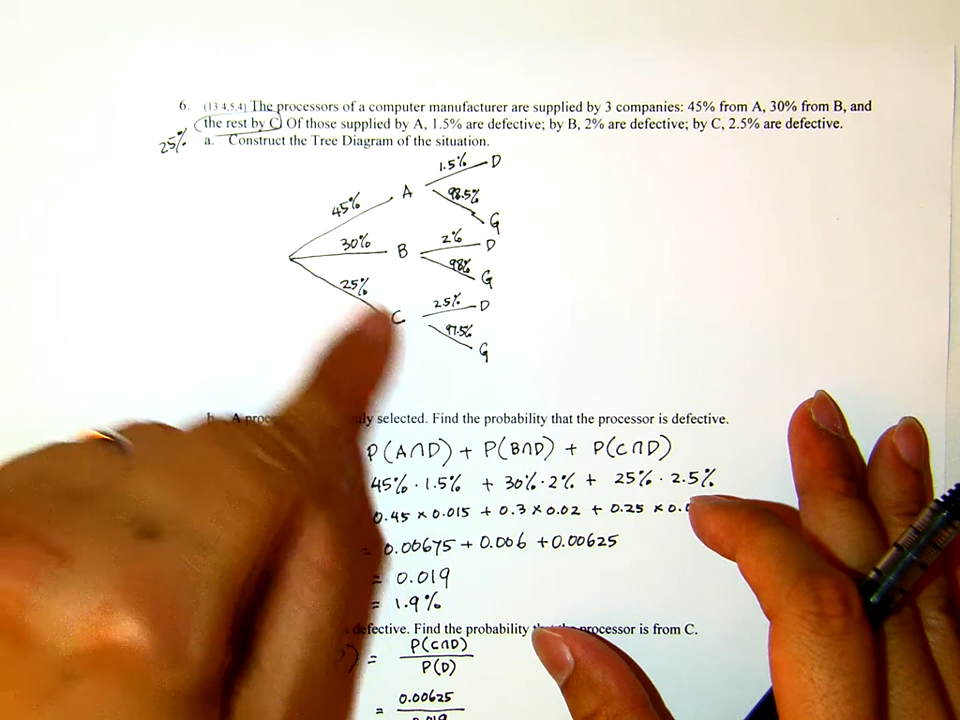 6. (13.4,5,4) The processors of a computer manufacturer are supplied by 3 companies: 45% from A, 30% from B, and
the rest by C. Of those supplied by A, 1.5% are defective; by B, 2% are defective; by C, 2.5% are defective.
25%
a. Construct the Tree Diagram of the situation.
1.5% D
45% A 98.5%
G
30% B 2% D
98% G
25% C 2.5% D
97.5%
G
selected. Find the probability that the processor is defective.
P(A∩D) + P(B∩D) + P(C∩D)
45% · 1.5% + 30% · 2% + 25% · 2.5%
0.45 × 0.015 + 0.3 × 0.02 + 0.25 ×
= 0.00675 + 0.006 + 0.00625
= 0.019
= 1.9%
defective. Find the probability processor is from C.
) = P(C∩D)
P(D)
= 0.00625